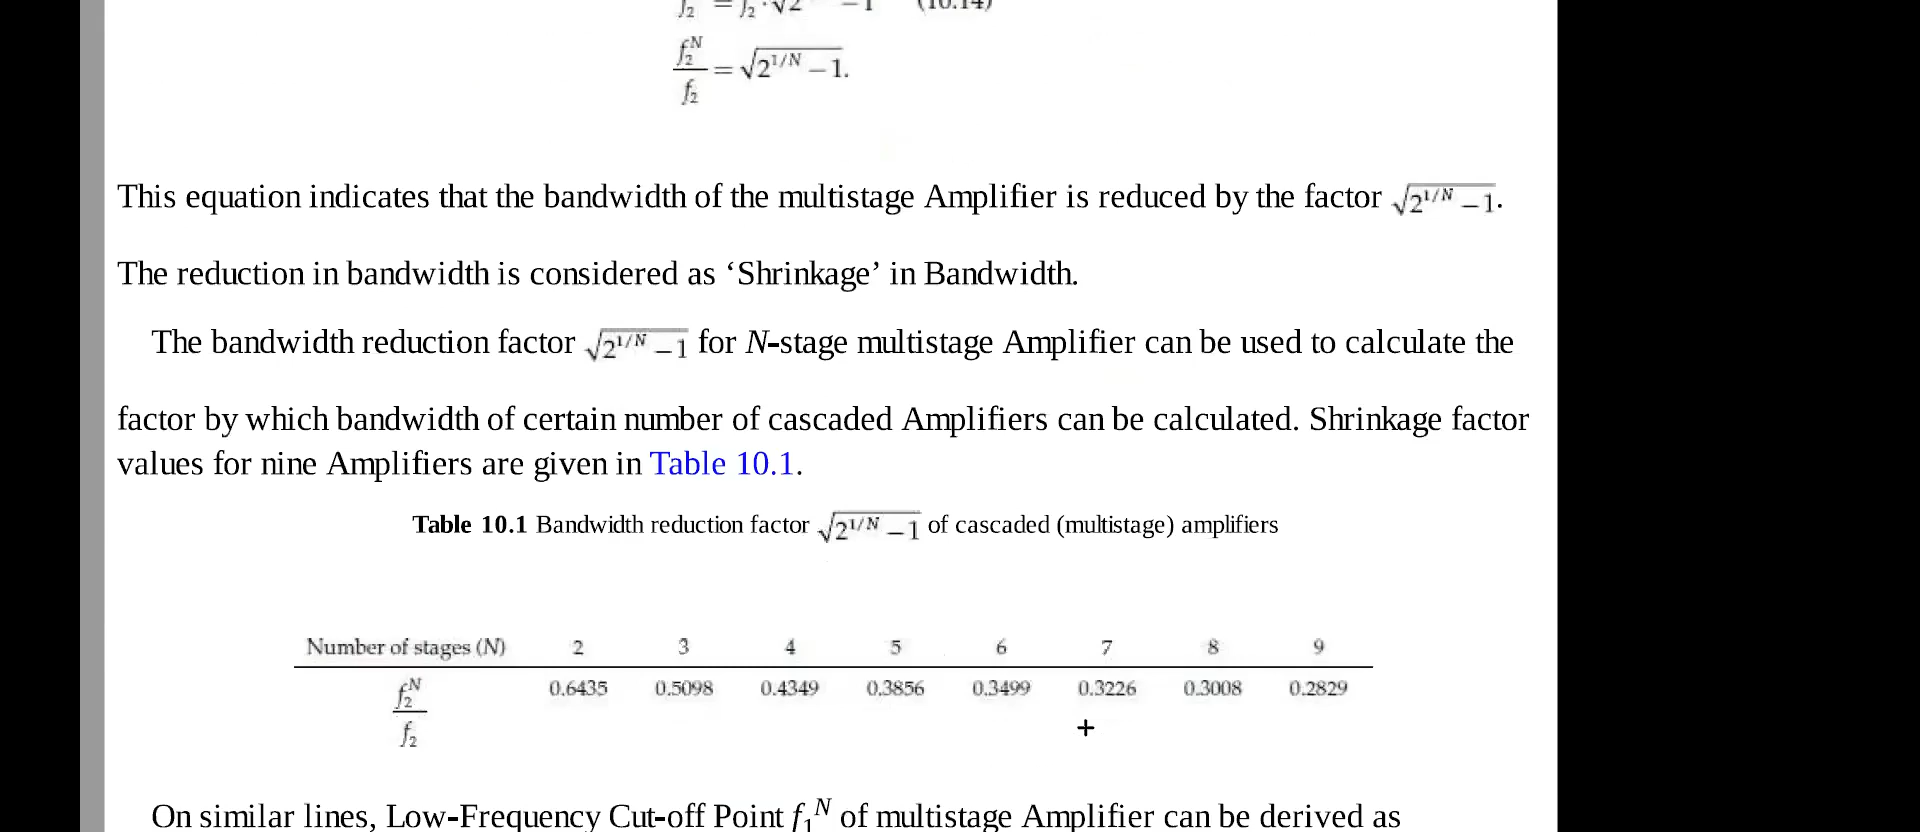 f₂ᴺ = f₂·√2 −1 (10.14)
f₂ᴺ/f₂ = √(2^(1/N) − 1).
This equation indicates that the bandwidth of the multistage Amplifier is reduced by the factor √(2^(1/N) − 1).
The reduction in bandwidth is considered as ‘Shrinkage’ in Bandwidth.
The bandwidth reduction factor √(2^(1/N) − 1) for N-stage multistage Amplifier can be used to calculate the
factor by which bandwidth of certain number of cascaded Amplifiers can be calculated. Shrinkage factor
values for nine Amplifiers are given in Table 10.1.
Table 10.1 Bandwidth reduction factor √(2^(1/N) − 1) of cascaded (multistage) amplifiers
Number of stages (N) 2 3 4 5 6 7 8 9
f₂ᴺ/f₂ 0.6435 0.5098 0.4349 0.3856 0.3499 0.3226 0.3008 0.2829
On similar lines, Low-Frequency Cut-off Point f₁ᴺ of multistage Amplifier can be derived as